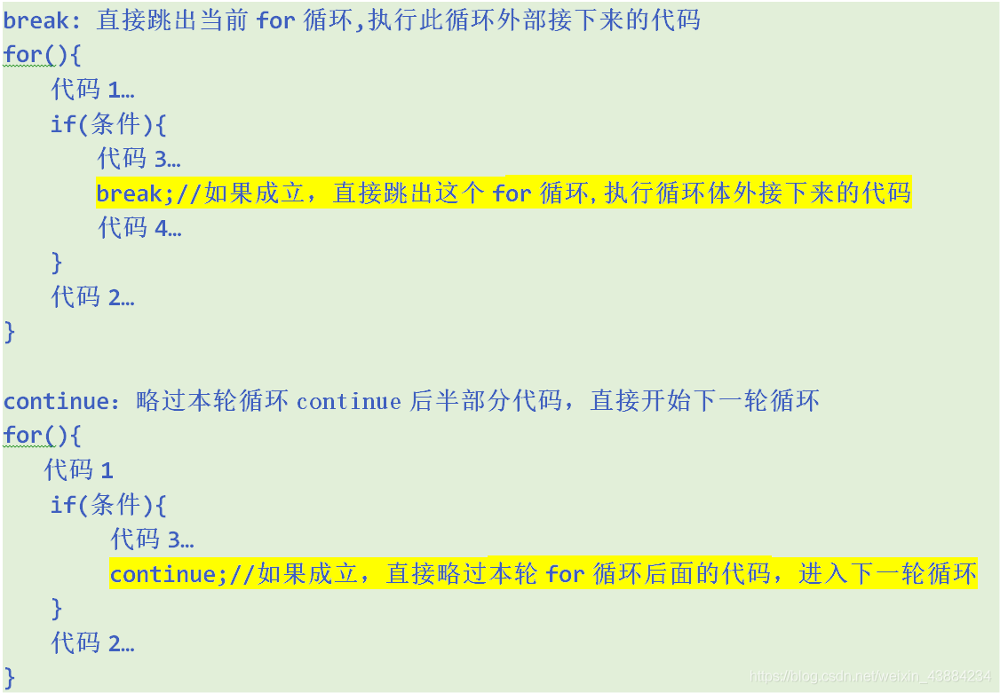 break: 直接跳出当前 for 循环,执行此循环外部接下来的代码
for(){
代码 1…
if(条件){
代码 3…
break;//如果成立，直接跳出这个 for 循环,执行循环体外接下来的代码
代码 4…
}
代码 2…
}
continue：略过本轮循环 continue 后半部分代码，直接开始下一轮循环
for(){
代码 1
if(条件){
代码 3…
continue;//如果成立，直接略过本轮 for 循环后面的代码，进入下一轮循环
}
代码 2…
}
https://blog.csdn.net/weixin_43884234